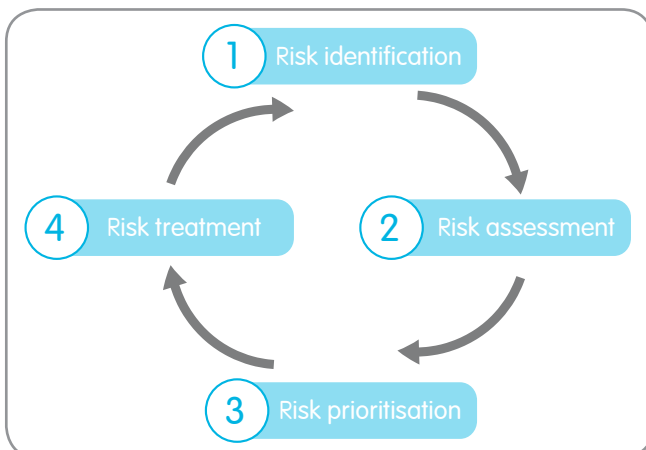 1 Risk identification
4 Risk treatment
2 Risk assessment
3 Risk prioritisation